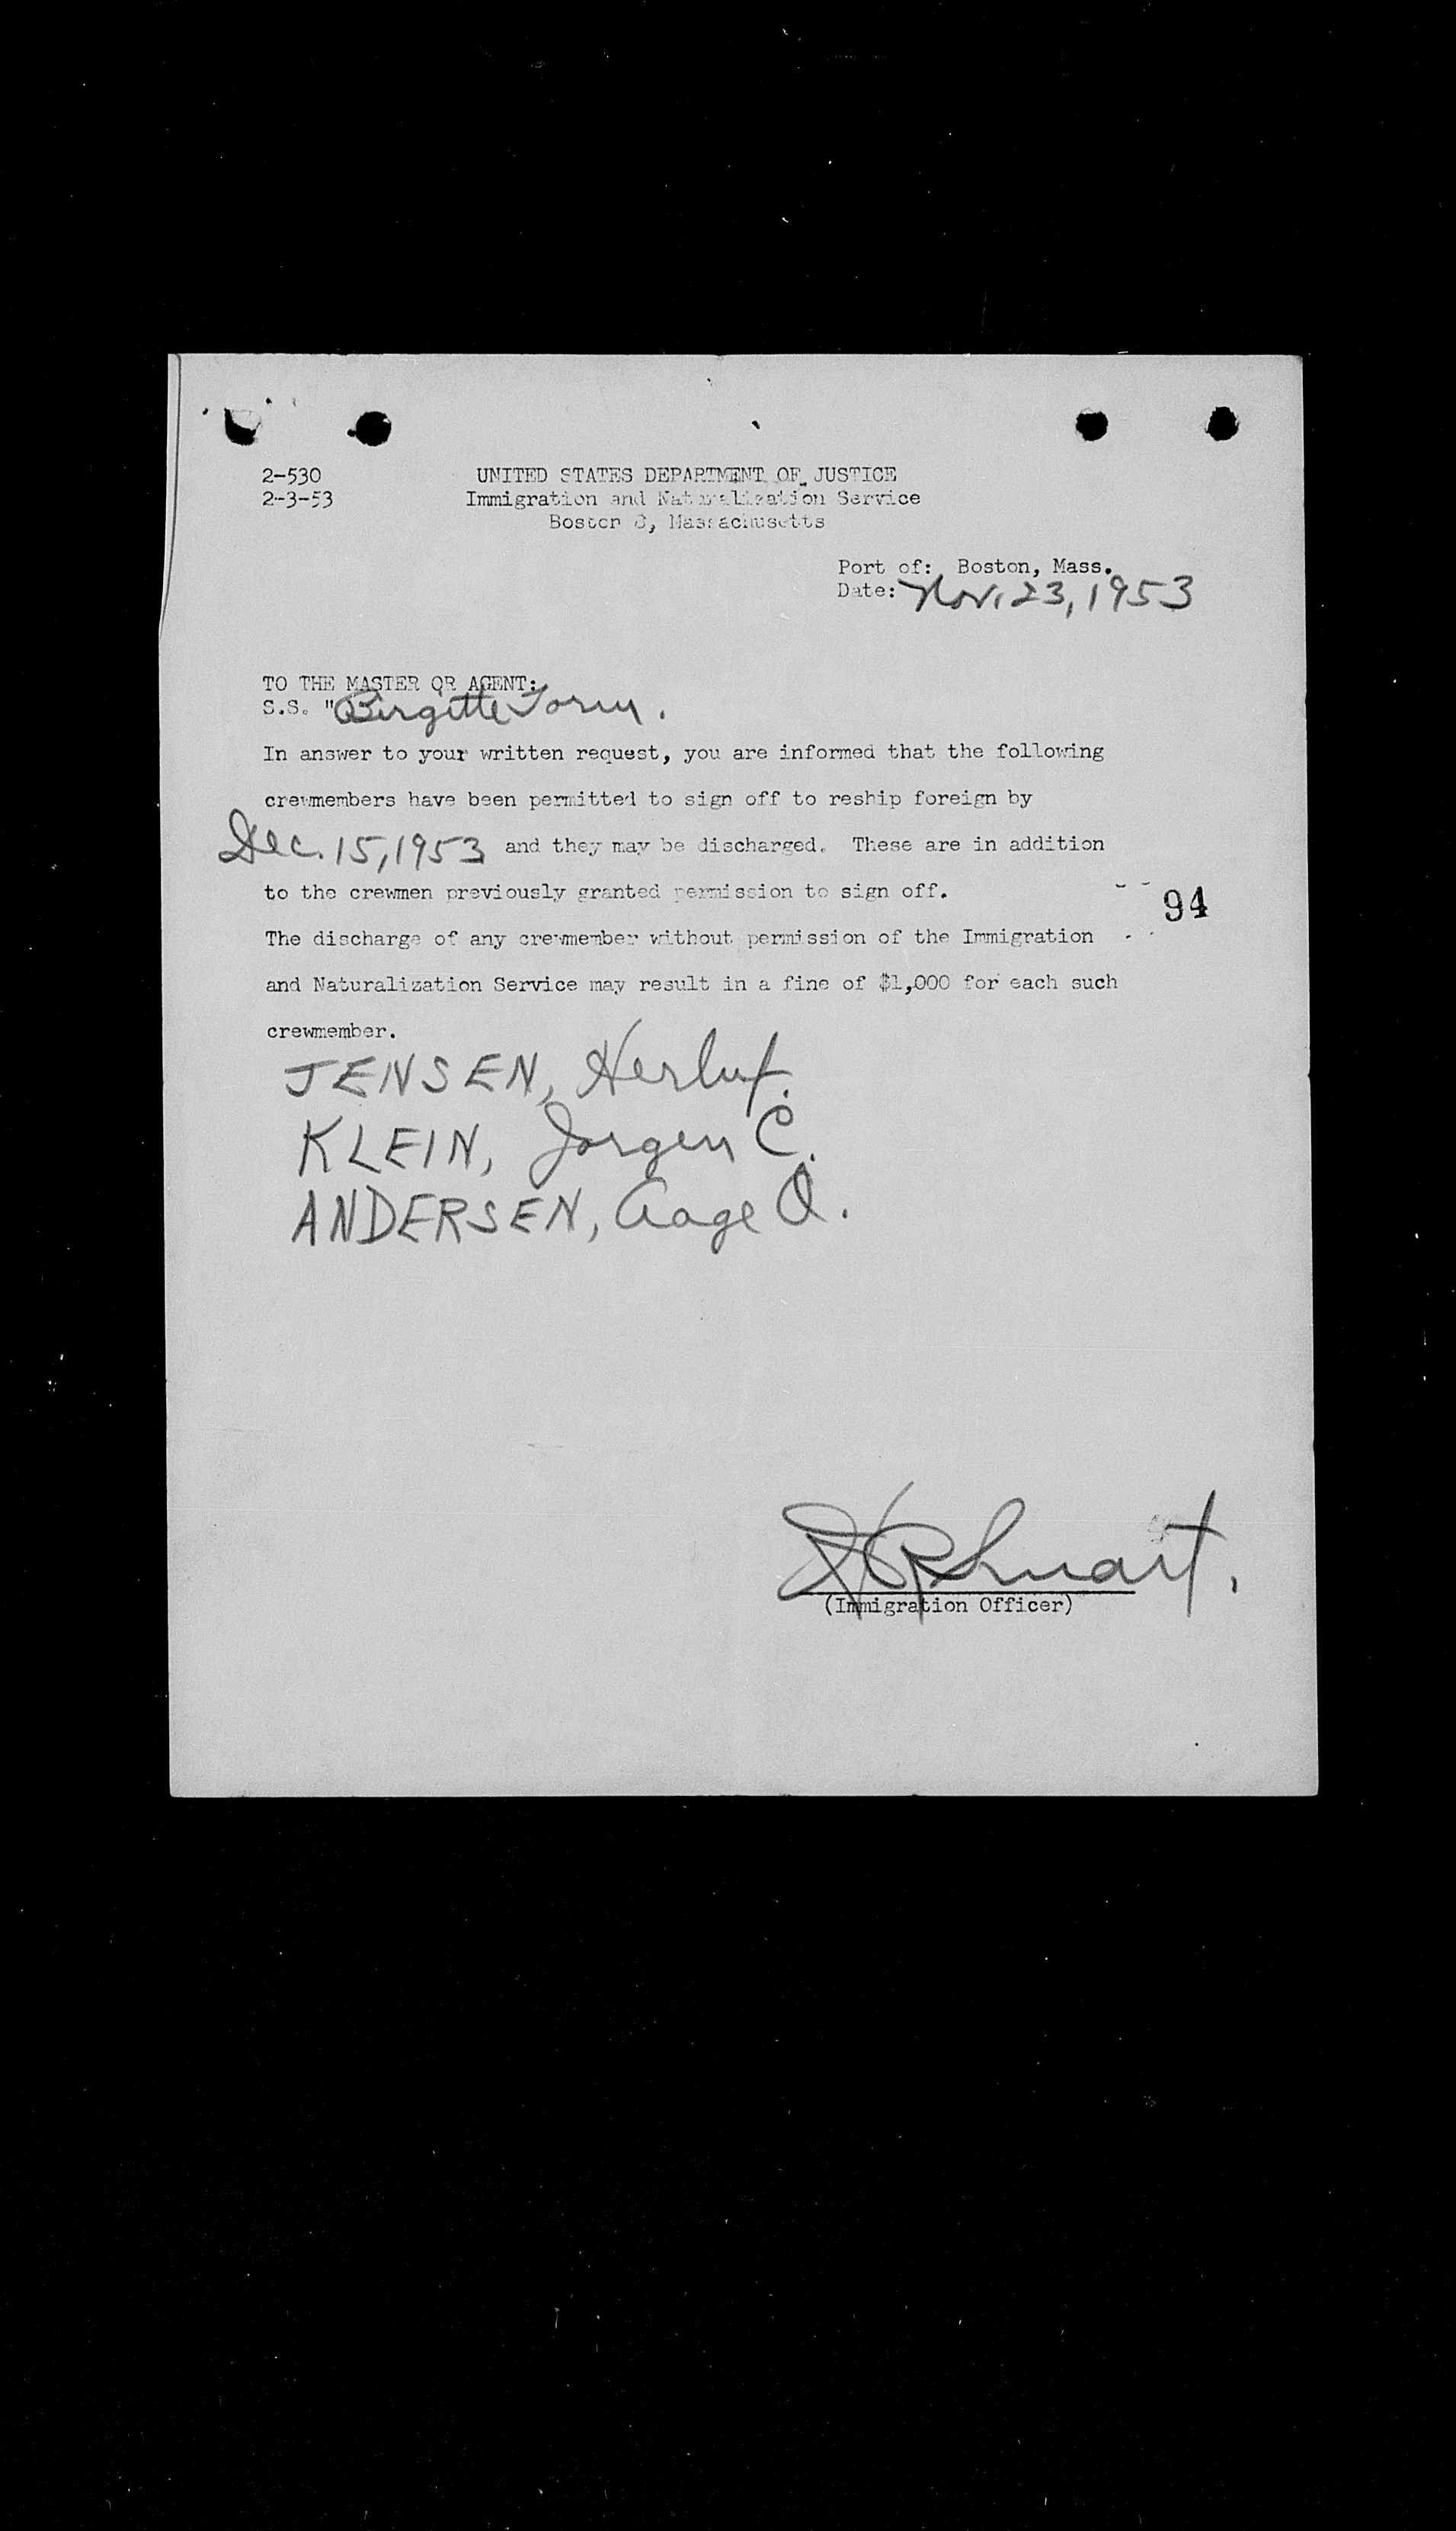 2-530
2-3-53
UNITED STATES DEPARTMENT OF JUSTICE
Immigration and Naturalization Service
Boston 8, Massachusetts
Port of: Boston, Mass.
Date: Nov. 23, 1953
TO THE MASTER OR AGENT:
S.S. "Birgitte Torm.
In answer to your written request, you are informed that the following
crewmembers have been permitted to sign off to reship foreign by
Dec. 15, 1953 and they may be discharged. These are in addition
to the crewmen previously granted permission to sign off.
94
The discharge of any crewmember without permission of the Immigration
and Naturalization Service may result in a fine of $1,000 for each such
crewmember.
JENSEN, Herluf.
KLEIN, Jorgen C.
ANDERSEN, Aage O.
(Immigration Officer)